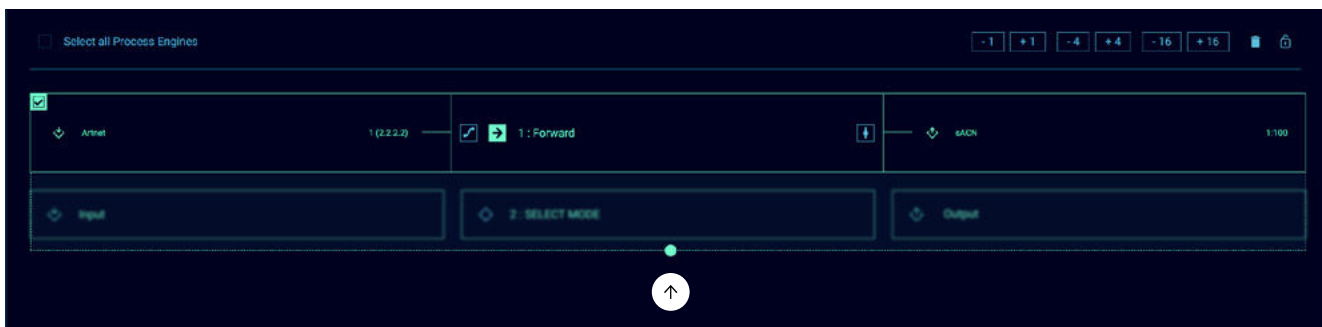 Select all Process Engines
- 1 + 1 - 4 + 4 - 16 + 16
Artnet 1 (2.2.2.2) 1 : Forward sACN 1:100
Input 2 : SELECT MODE Output